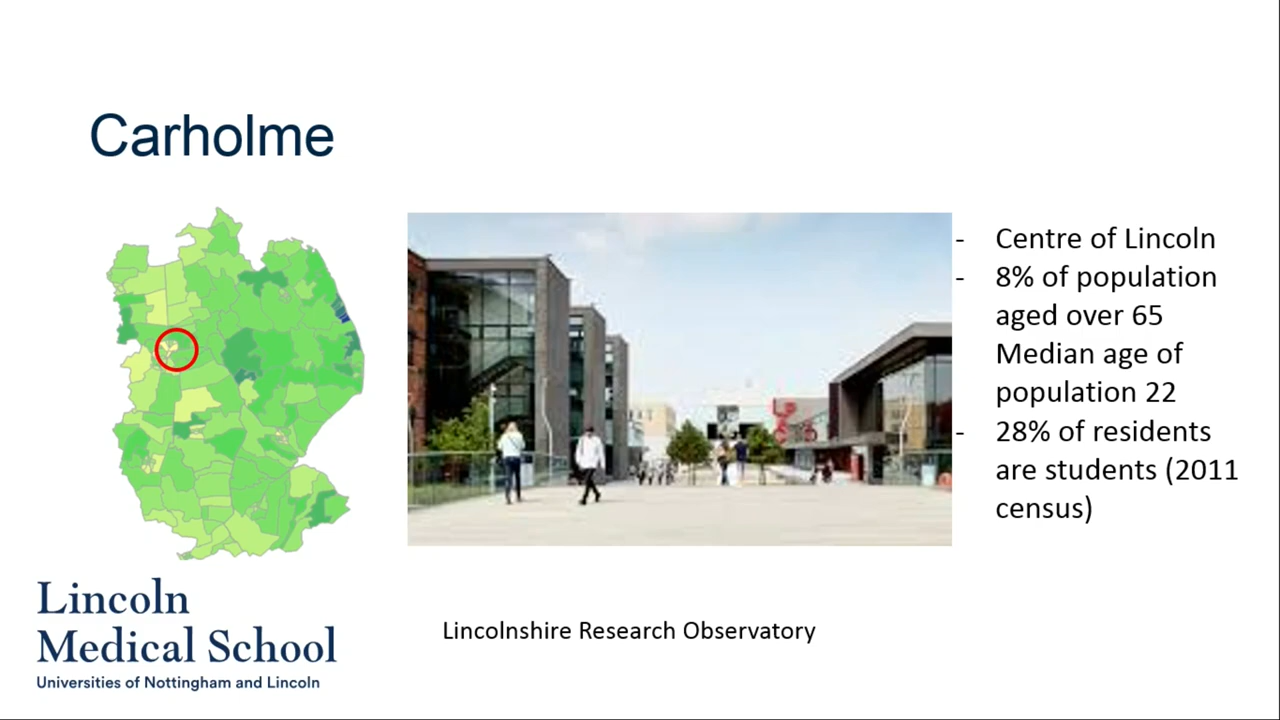 Carholme
- Centre of Lincoln
- 8% of population
aged over 65
Median age of
population 22
- 28% of residents
are students (2011
census)
Lincolnshire Research Observatory
Lincoln
Medical School
Universities of Nottingham and Lincoln